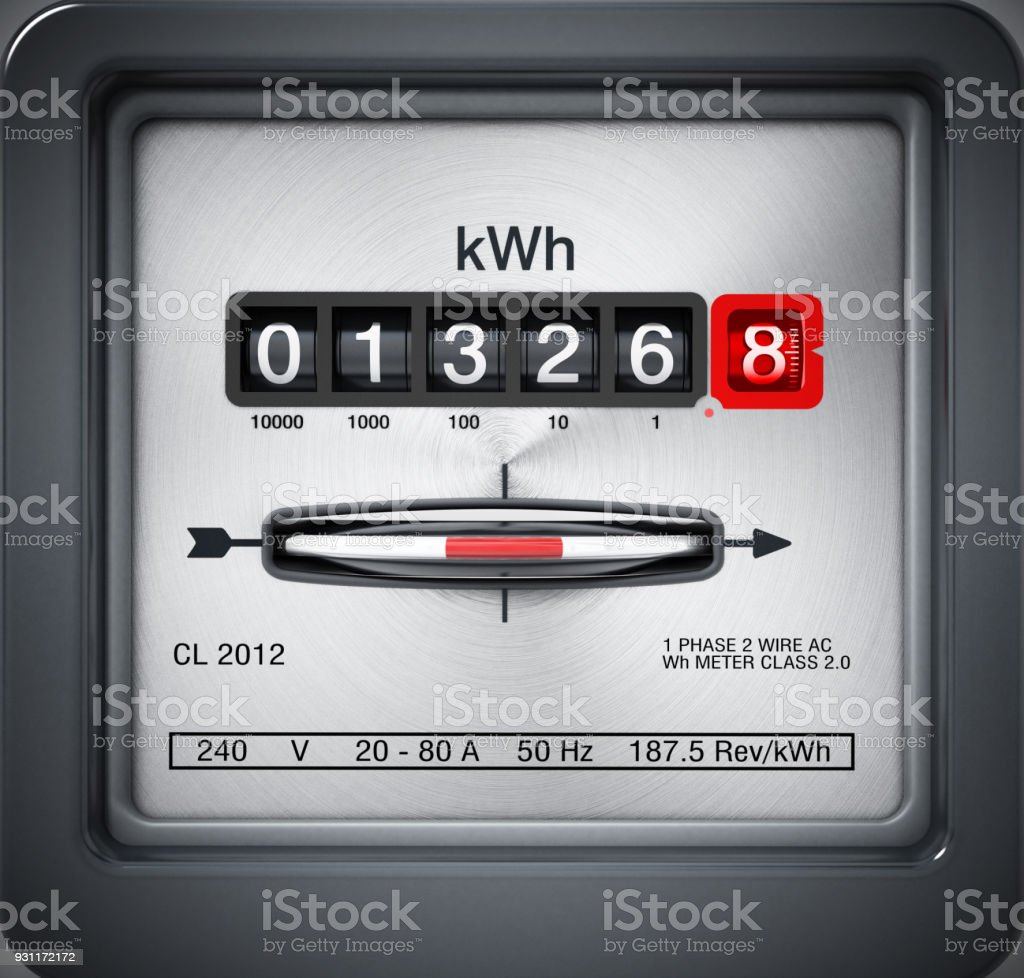 kWh
0 1 3 2 6 8
10000 1000 100 10 1
CL 2012
1 PHASE 2 WIRE AC
Wh METER CLASS 2.0
240 V 20 - 80 A 50 Hz 187.5 Rev/kWh
iStock
by Getty Images™
931172172